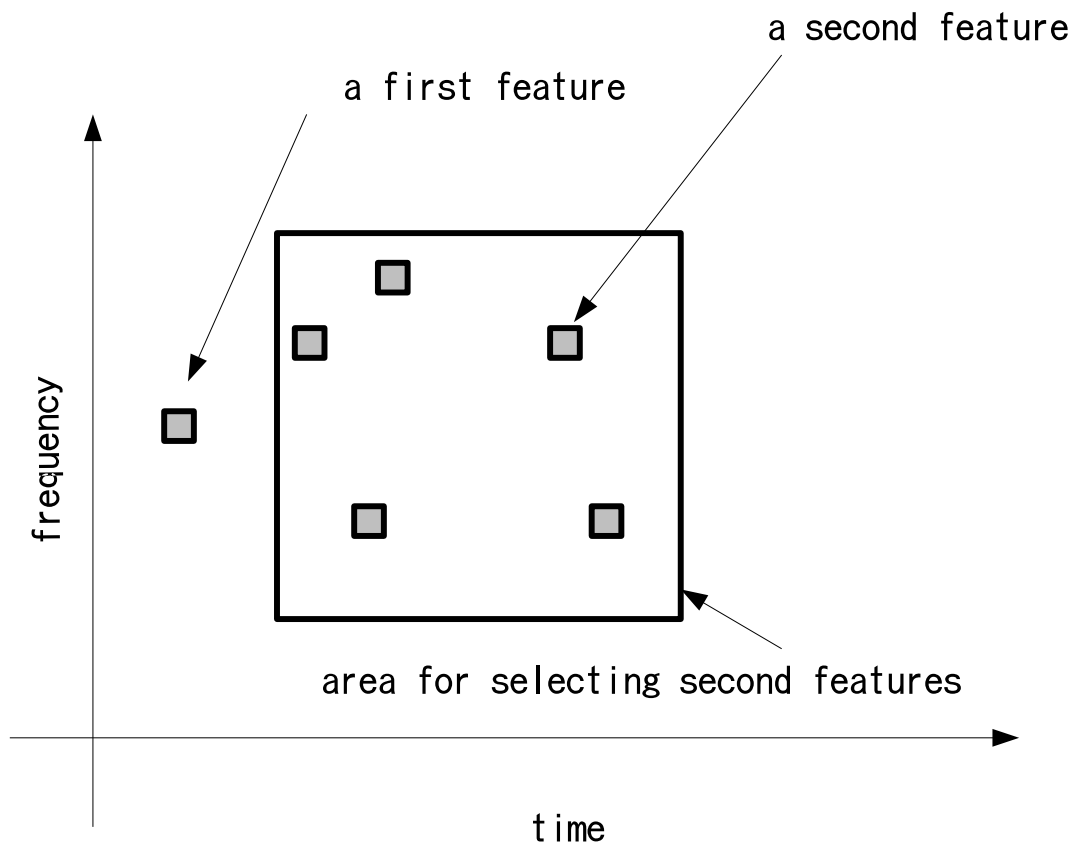 a second feature
a first feature
frequency
area for selecting second features
time